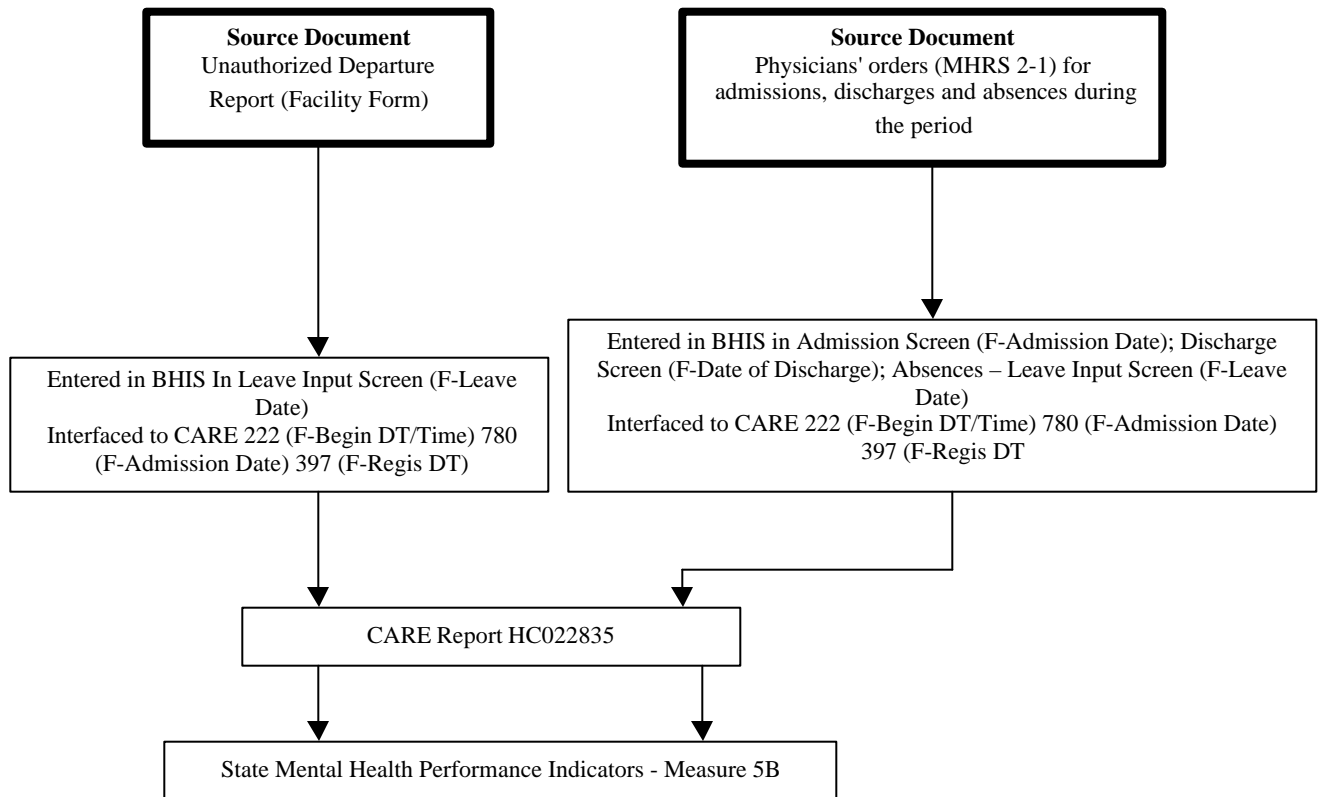 Source Document
Unauthorized Departure
Report (Facility Form)
Source Document
Physicians' orders (MHRS 2-1) for
admissions, discharges and absences during
the period
Entered in BHIS In Leave Input Screen (F-Leave
Date)
Interfaced to CARE 222 (F-Begin DT/Time) 780
(F-Admission Date) 397 (F-Regis DT)
Entered in BHIS in Admission Screen (F-Admission Date); Discharge
Screen (F-Date of Discharge); Absences – Leave Input Screen (F-Leave
Date)
Interfaced to CARE 222 (F-Begin DT/Time) 780 (F-Admission Date)
397 (F-Regis DT
CARE Report HC022835
State Mental Health Performance Indicators - Measure 5B